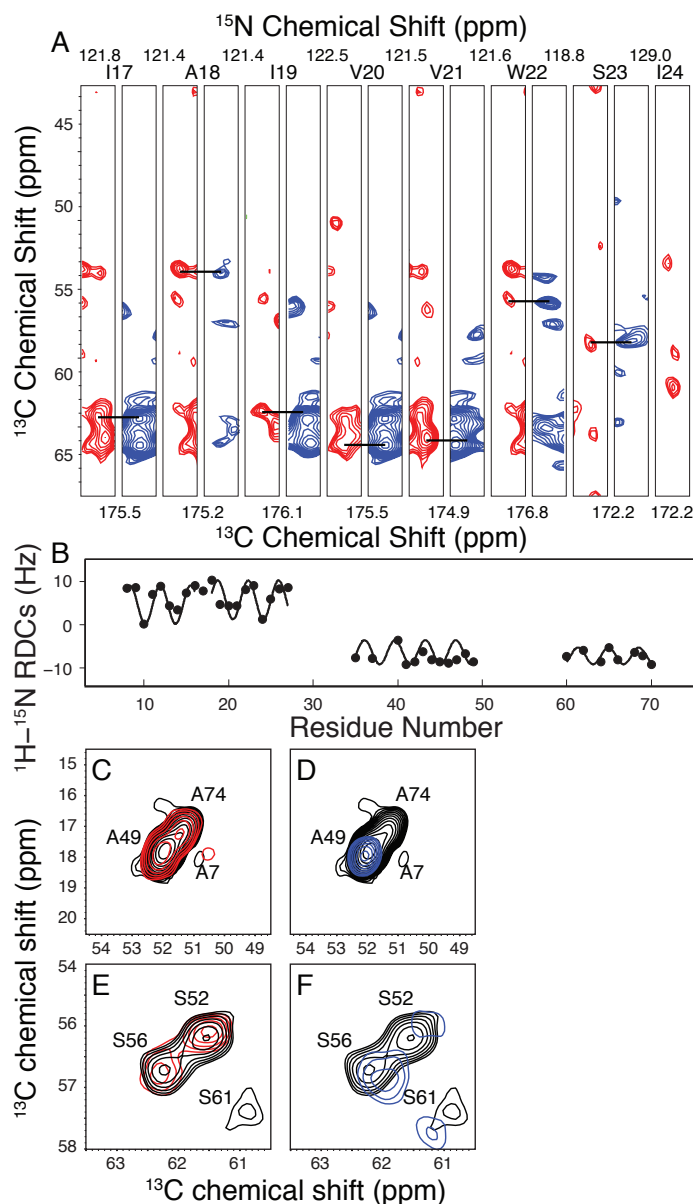 ¹⁵N Chemical Shift (ppm)
A
121.8 121.4 121.4 122.5 121.5 121.6 118.8 129.0
I17 A18 I19 V20 V21 W22 S23 I24
¹³C Chemical Shift (ppm)
45
50
55
60
65
175.5 175.2 176.1 175.5 174.9 176.8 172.2 172.2
¹³C Chemical Shift (ppm)
B
¹H–¹⁵N RDCs (Hz)
10
0
−10
10 20 30 40 50 60 70
Residue Number
¹³C chemical shift (ppm)
C
15
16
17
18
19
20
A74
A49
A7
54 53 52 51 50 49
D
A74
A49
A7
54 53 52 51 50 49
E
54
56
57
58
S52
S56
S61
63 62 61
F
S52
S56
S61
63 62 61
¹³C chemical shift (ppm)